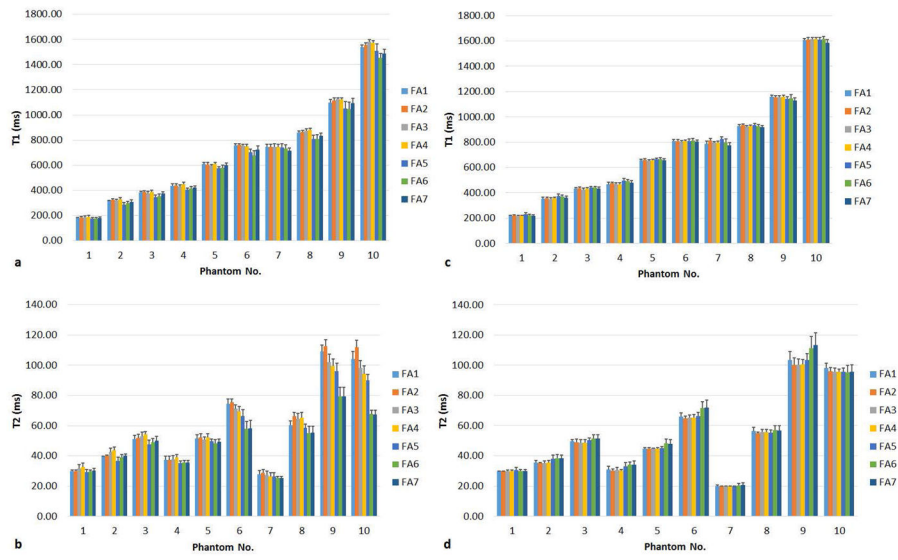 1800.00
1600.00
1400.00
1200.00
1000.00
800.00
600.00
400.00
200.00
0.00
T1 (ms)
1 2 3 4 5 6 7 8 9 10
Phantom No.
a
FA1
FA2
FA3
FA4
FA5
FA6
FA7
1800.00
1600.00
1400.00
1200.00
1000.00
800.00
600.00
400.00
200.00
0.00
T1 (ms)
1 2 3 4 5 6 7 8 9 10
Phantom No.
c
FA1
FA2
FA3
FA4
FA5
FA6
FA7
140.00
120.00
100.00
80.00
60.00
40.00
20.00
0.00
T2 (ms)
1 2 3 4 5 6 7 8 9 10
Phantom No.
b
FA1
FA2
FA3
FA4
FA5
FA6
FA7
140.00
120.00
100.00
80.00
60.00
40.00
20.00
0.00
T2 (ms)
1 2 3 4 5 6 7 8 9 10
Phantom No.
d
FA1
FA2
FA3
FA4
FA5
FA6
FA7